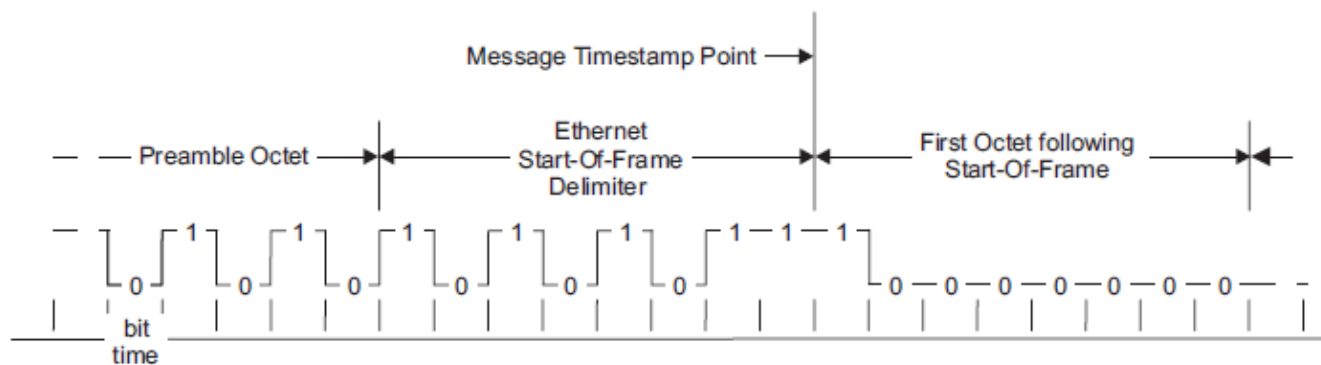 Message Timestamp Point
Preamble Octet
Ethernet
Start-Of-Frame
Delimiter
First Octet following
Start-Of-Frame
1 1 1 1 1 1 1 1
0 0 0 0 0 0 0 0 0 0 0 0 0
bit
time